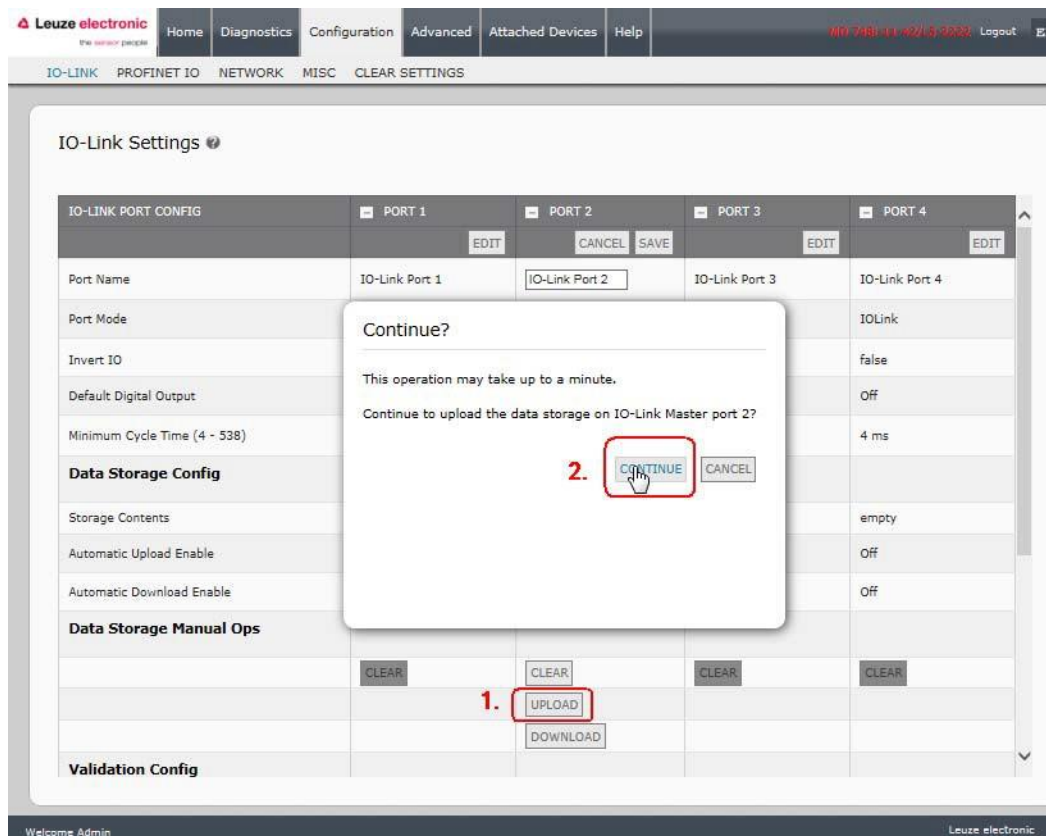 Leuze electronic
the sensor people
Home Diagnostics Configuration Advanced Attached Devices Help Logout E
IO-LINK PROFINET IO NETWORK MISC CLEAR SETTINGS
IO-Link Settings ?
IO-LINK PORT CONFIG PORT 1 PORT 2 PORT 3 PORT 4
EDIT CANCEL SAVE EDIT EDIT
Port Name IO-Link Port 1 IO-Link Port 2 IO-Link Port 3 IO-Link Port 4
Port Mode IOLink
Invert IO false
Default Digital Output Off
Minimum Cycle Time (4 - 538) 4 ms
Data Storage Config
Storage Contents empty
Automatic Upload Enable Off
Automatic Download Enable Off
Data Storage Manual Ops
Continue?
This operation may take up to a minute.
Continue to upload the data storage on IO-Link Master port 2?
2. CONTINUE CANCEL
CLEAR CLEAR CLEAR CLEAR
1. UPLOAD
DOWNLOAD
Validation Config
Welcome Admin Leuze electronic